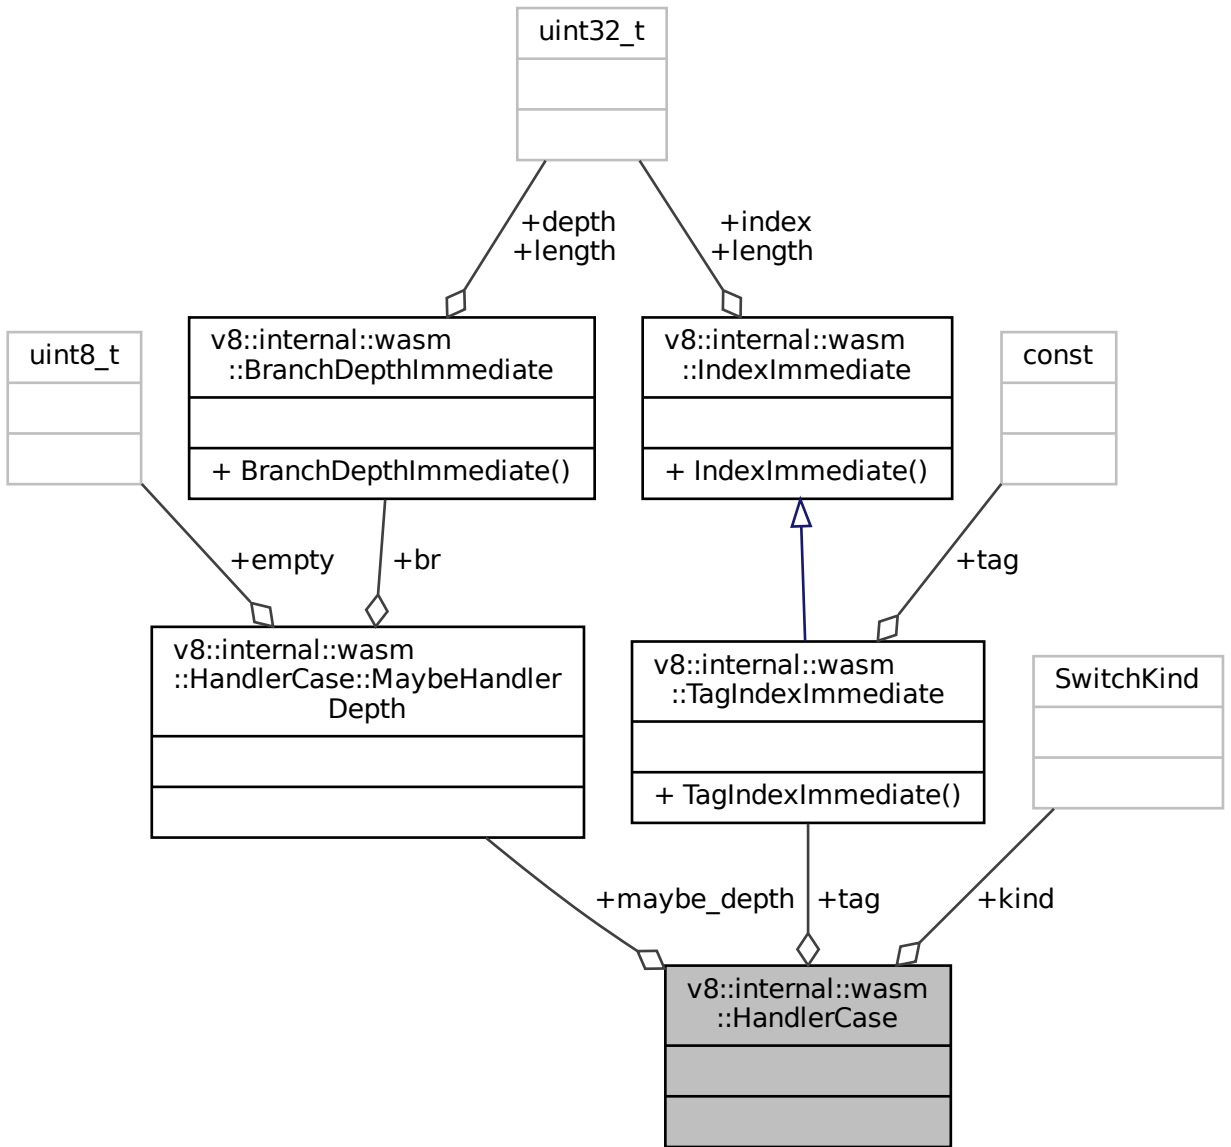 uint32_t
+depth
+length
+index
+length
v8::internal::wasm
::BranchDepthImmediate
+ BranchDepthImmediate()
v8::internal::wasm
::IndexImmediate
+ IndexImmediate()
uint8_t
const
+empty
+br
+tag
v8::internal::wasm
::HandlerCase::MaybeHandler
Depth
v8::internal::wasm
::TagIndexImmediate
+ TagIndexImmediate()
SwitchKind
+maybe_depth
+tag
+kind
v8::internal::wasm
::HandlerCase